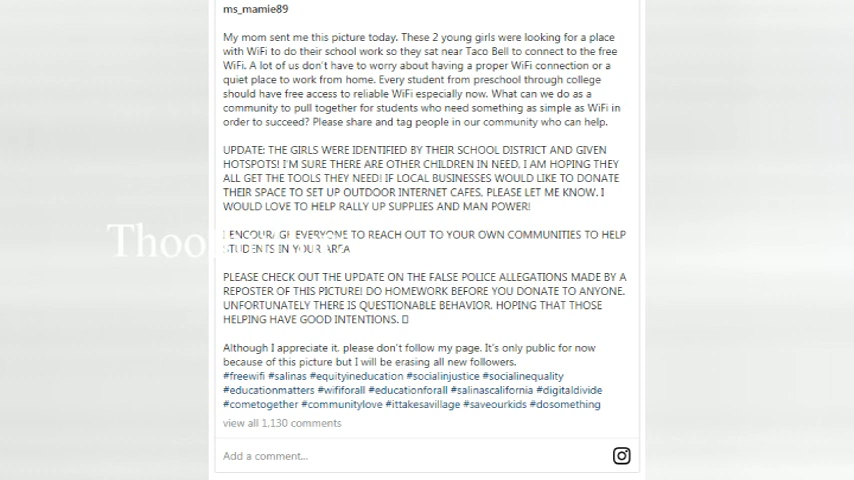 ms_mamie89
My mom sent me this picture today. These 2 young girls were looking for a place
with WiFi to do their school work so they sat near Taco Bell to connect to the free
WiFi. A lot of us don't have to worry about having a proper WiFi connection or a
quiet place to work from home. Every student from preschool through college
should have free access to reliable WiFi especially now. What can we do as a
community to pull together for students who need something as simple as WiFi in
order to succeed? Please share and tag people in our community who can help.
UPDATE: THE GIRLS WERE IDENTIFIED BY THEIR SCHOOL DISTRICT AND GIVEN
HOTSPOTS! I'M SURE THERE ARE OTHER CHILDREN IN NEED, I AM HOPING THEY
ALL GET THE TOOLS THEY NEED! IF LOCAL BUSINESSES WOULD LIKE TO DONATE
THEIR SPACE TO SET UP OUTDOOR INTERNET CAFES, PLEASE LET ME KNOW. I
WOULD LOVE TO HELP RALLY UP SUPPLIES AND MAN POWER!
I ENCOURAGE EVERYONE TO REACH OUT TO YOUR OWN COMMUNITIES TO HELP
STUDENTS IN YOUR AREA
PLEASE CHECK OUT THE UPDATE ON THE FALSE POLICE ALLEGATIONS MADE BY A
REPOSTER OF THIS PICTURE! DO HOMEWORK BEFORE YOU DONATE TO ANYONE.
UNFORTUNATELY THERE IS QUESTIONABLE BEHAVIOR. HOPING THAT THOSE
HELPING HAVE GOOD INTENTIONS.
Although I appreciate it, please don't follow my page. It's only public for now
because of this picture but I will be erasing all new followers.
#freewifi #salinas #equityineducation #socialinjustice #socialinequality
#educationmatters #wififorall #educationforall #salinascalifornia #digitaldivide
#cometogether #communitylove #ittakesavillage #saveourkids #dosomething
view all 1,130 comments
Add a comment...